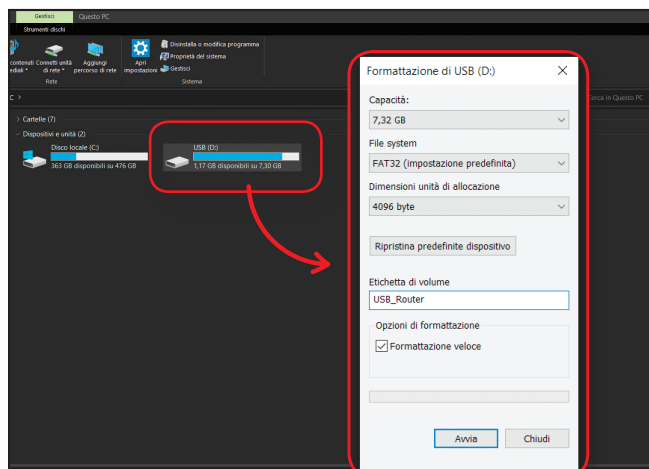 Gestisci Questo PC
Strumenti disco
contenuti Connetti unità Aggiungi Apri
ediali di rete percorso di rete impostazioni
Disinstalla o modifica programma
Proprietà del sistema
Gestisci
Rete Sistema
C > Cerca in Questo PC
Cartelle (7)
Dispositivi e unità (2)
Disco locale (C:)
363 GB disponibili su 476 GB
USB (D:)
1,17 GB disponibili su 7,30 GB
Formattazione di USB (D:)
Capacità:
7,32 GB
File system
FAT32 (impostazione predefinita)
Dimensioni unità di allocazione
4096 byte
Ripristina predefinite dispositivo
Etichetta di volume
USB_Router
Opzioni di formattazione
Formattazione veloce
Avvia Chiudi